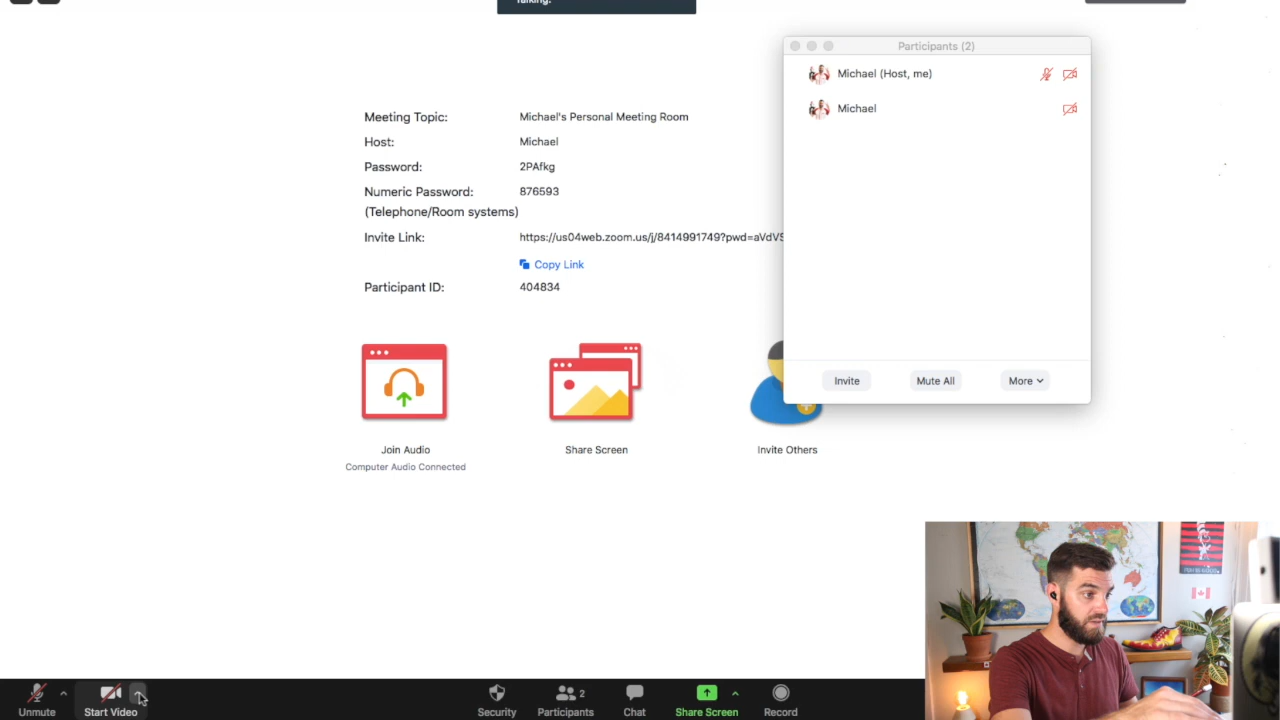 Talking:
Participants (2)
Michael (Host, me)
Michael
Meeting Topic: Michael's Personal Meeting Room
Host: Michael
Password: 2PAfkg
Numeric Password: 876593
(Telephone/Room systems)
Invite Link: https://us04web.zoom.us/j/8414991749?pwd=aVdVS
Copy Link
Participant ID: 404834
Invite
Mute All
More
Join Audio
Computer Audio Connected
Share Screen
Invite Others
Unmute
Start Video
Security
2
Participants
Chat
Share Screen
Record